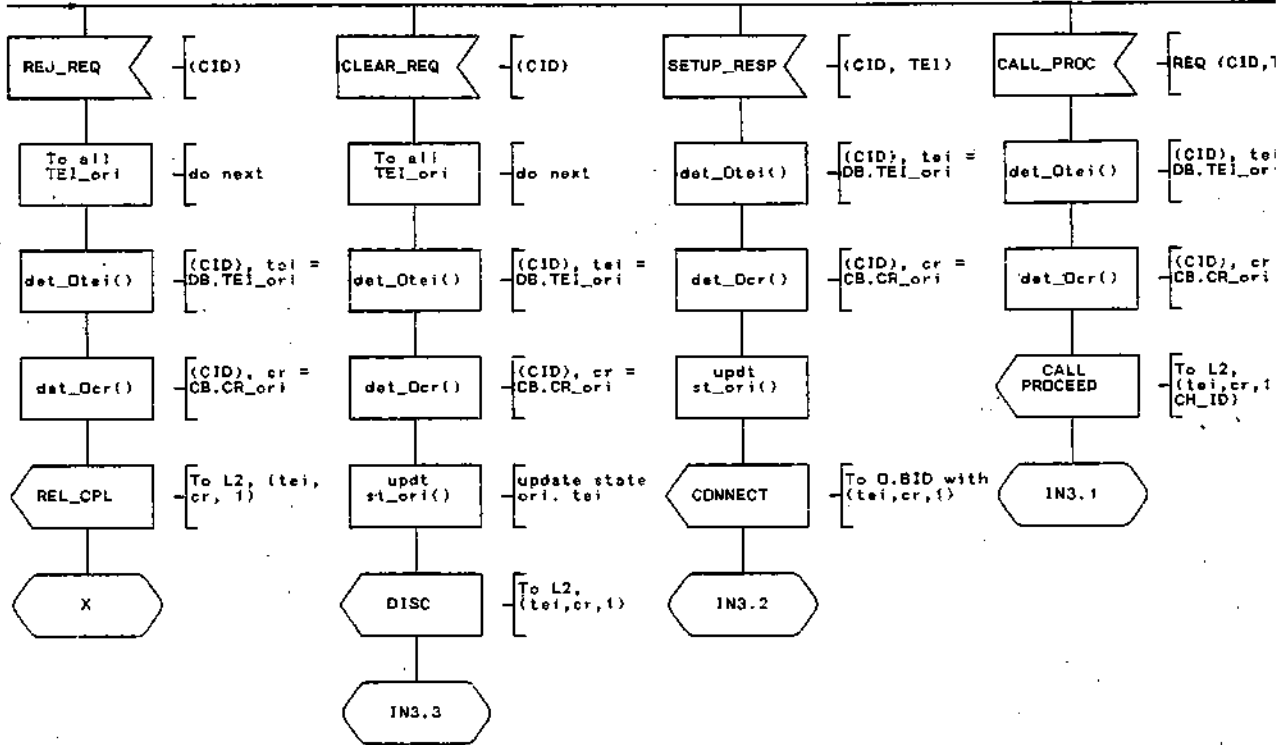 REJ_REQ
(CID)
To all
TEI_ori
do next
det_Otei()
(CID), tei =
DB.TEI_ori
det_Ocr()
(CID), cr =
CB.CR_ori
REL_CPL
To L2, (tei,
cr, 1)
X
CLEAR_REQ
(CID)
To all
TEI_ori
do next
det_Otei()
(CID), tei =
DB.TEI_ori
det_Ocr()
(CID), cr =
CB.CR_ori
updt
st_ori()
update state
ori. tei
DISC
To L2,
(tei,cr,1)
IN3.3
SETUP_RESP
(CID, TEI)
det_Otei()
(CID), tei =
DB.TEI_ori
det_Ocr()
(CID), cr =
CB.CR_ori
updt
st_ori()
CONNECT
To O.BID with
(tei,cr,1)
IN3.2
CALL_PROC
REQ (CID,
det_Otei()
(CID), tei
DB.TEI_ori
det_Ocr()
(CID), cr
CB.CR_ori
CALL
PROCEED
To L2,
(tei,cr,1
CH_ID)
IN3.1